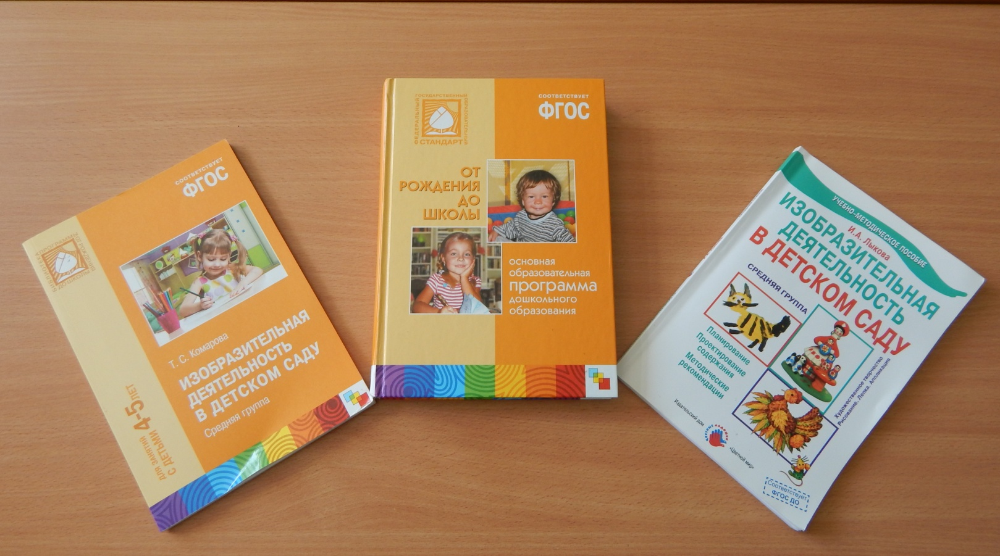 СООТВЕТСТВУЕТ
ФГОС
БИБЛИОТЕКА ПРОГРАММЫ
Т. С. Комарова
ИЗОБРАЗИТЕЛЬНАЯ
ДЕЯТЕЛЬНОСТЬ
В ДЕТСКОМ САДУ
Средняя группа
ДЛЯ ЗАНЯТИЙ
С ДЕТЬМИ 4-5 ЛЕТ
ФЕДЕРАЛЬНЫЙ
ГОСУДАРСТВЕННЫЙ
ОБРАЗОВАТЕЛЬНЫЙ
СТАНДАРТ
СООТВЕТСТВУЕТ
ФГОС
ОТ
РОЖДЕНИЯ
ДО
ШКОЛЫ
основная
образовательная
программа
дошкольного
образования
УЧЕБНО-МЕТОДИЧЕСКОЕ ПОСОБИЕ
И.А. Лыкова
ИЗОБРАЗИТЕЛЬНАЯ
ДЕЯТЕЛЬНОСТЬ
В ДЕТСКОМ САДУ
СРЕДНЯЯ ГРУППА
Планирование
Проектирование
содержания
Методические
рекомендации
Художественное творчество
Рисование. Лепка. Аппликация
Издательский дом
«Цветной мир»
Соответствует
ФГОС ДО